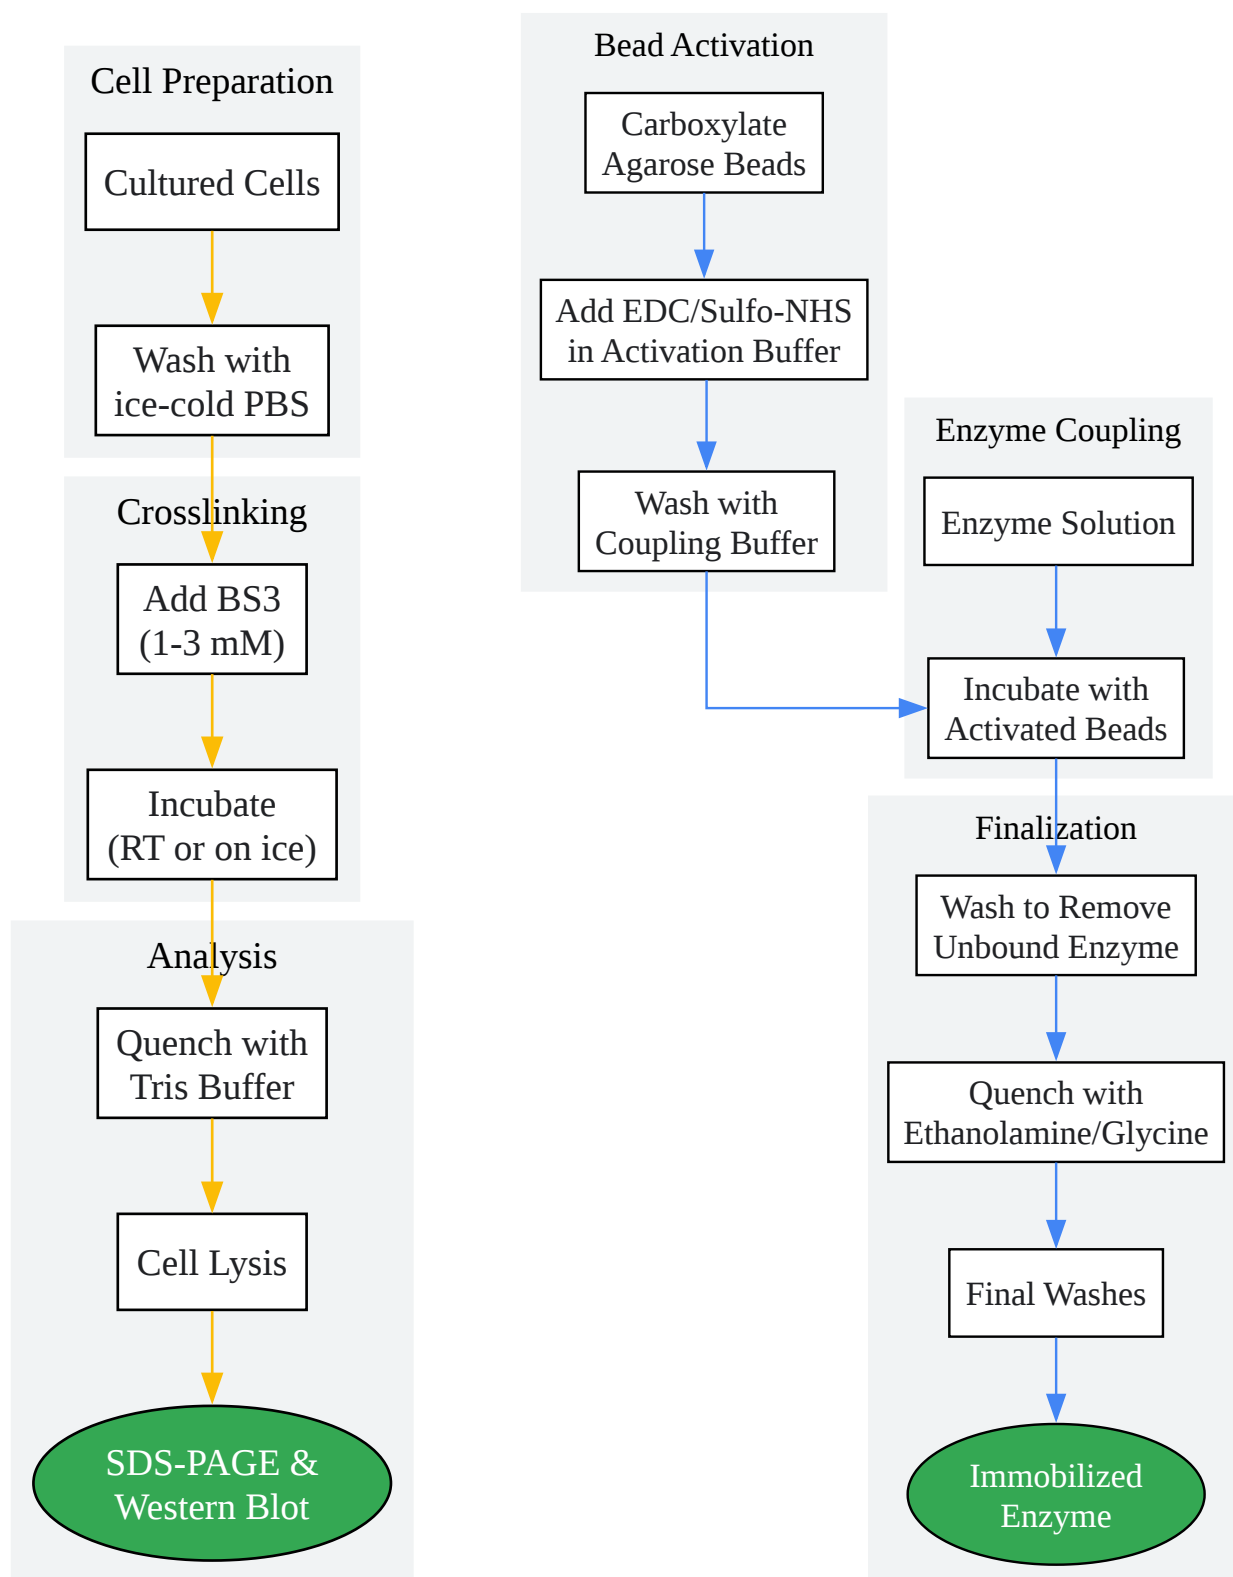 Cell Preparation
Cultured Cells
Wash with
ice-cold PBS
Crosslinking
Add BS3
(1-3 mM)
Incubate
(RT or on ice)
Analysis
Quench with
Tris Buffer
Cell Lysis
SDS-PAGE &
Western Blot
Bead Activation
Carboxylate
Agarose Beads
Add EDC/Sulfo-NHS
in Activation Buffer
Wash with
Coupling Buffer
Enzyme Coupling
Enzyme Solution
Incubate with
Activated Beads
Finalization
Wash to Remove
Unbound Enzyme
Quench with
Ethanolamine/Glycine
Final Washes
Immobilized
Enzyme